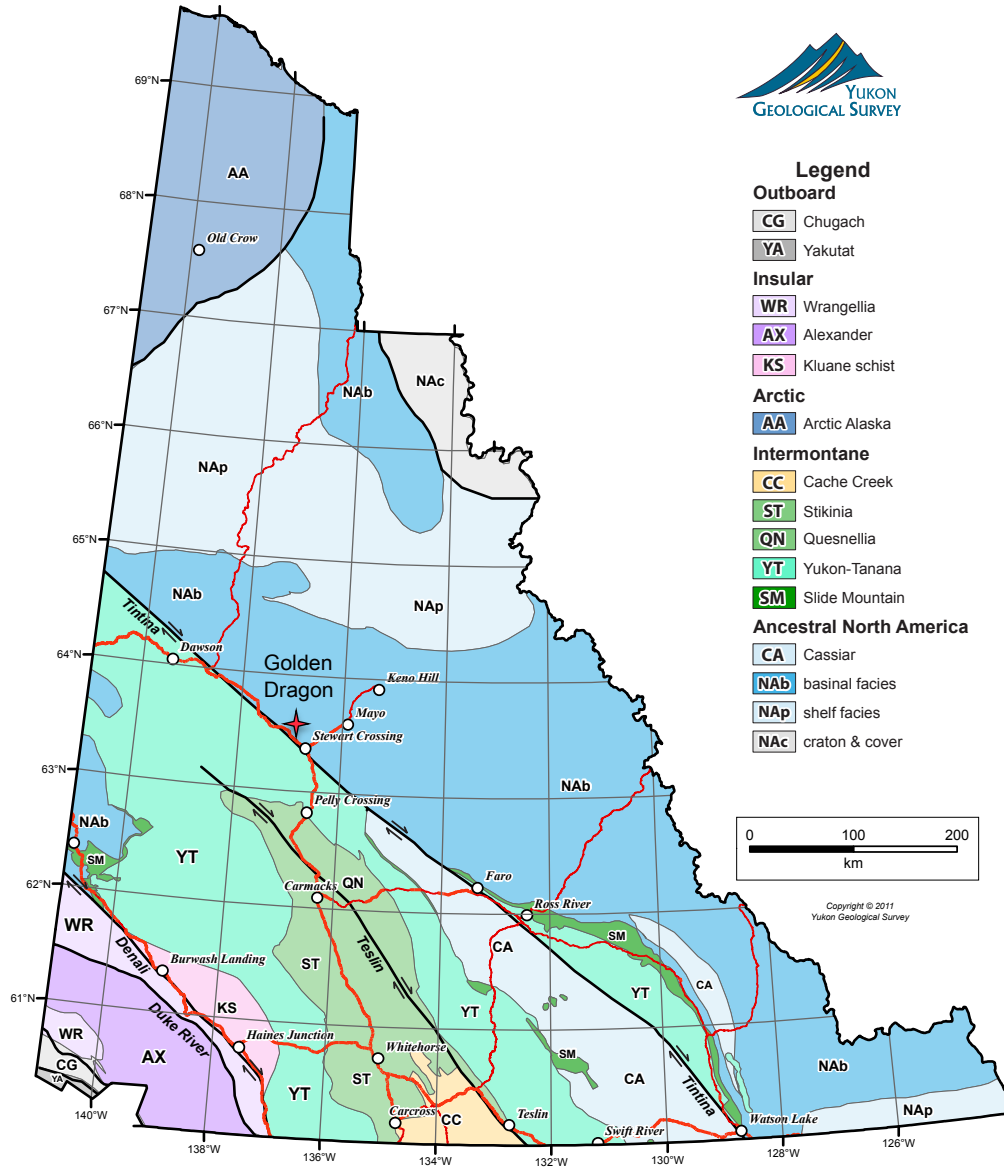 YUKON
GEOLOGICAL SURVEY
Legend
Outboard
CG Chugach
YA Yakutat
Insular
WR Wrangellia
AX Alexander
KS Kluane schist
Arctic
AA Arctic Alaska
Intermontane
CC Cache Creek
ST Stikinia
QN Quesnellia
YT Yukon-Tanana
SM Slide Mountain
Ancestral North America
CA Cassiar
NAb basinal facies
NAp shelf facies
NAc craton & cover
0 100 200
km
Copyright © 2011
Yukon Geological Survey
69°N
AA
68°N
Old Crow
67°N
NAc
NAb
66°N
NAp
65°N
NAb
NAp
Tintina
64°N
Dawson
Golden
Dragon
Keno Hill
Mayo
Stewart Crossing
63°N
NAb
Pelly Crossing
NAb
SM
YT
62°N
QN
Faro
Carmacks
Ross River
WR
Teslin
SM
CA
Denali
Burwash Landing
ST
CA
YT
61°N
KS
YT
Duke River
WR
Haines Junction
AX
Whitehorse
SM
CG
YA
YT
ST
CA
Tintina
NAb
140°W
Carcross
CC
Teslin
Swift River
Watson Lake
NAp
138°W
136°W
134°W
132°W
130°W
128°W
126°W